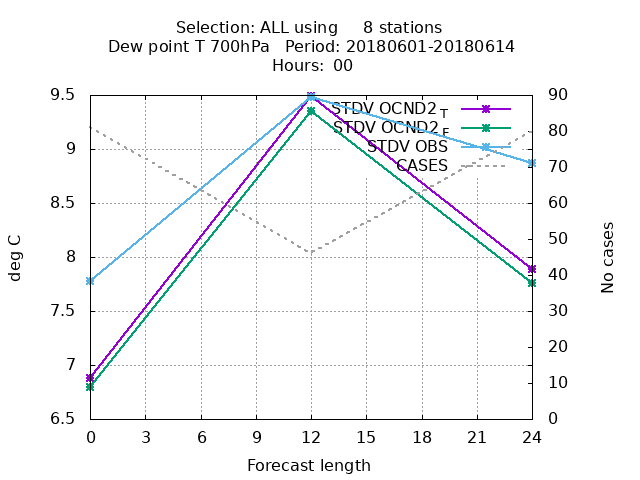 Selection: ALL using     8 stations
Dew point T 700hPa   Period: 20180601-20180614
Hours:  00
9.5
9
8.5
8
7.5
7
6.5
deg C
90
80
70
60
50
40
30
20
10
0
No cases
STDV OCND2 T
STDV OCND2 F
STDV OBS
CASES
0 3 6 9 12 15 18 21 24
Forecast length